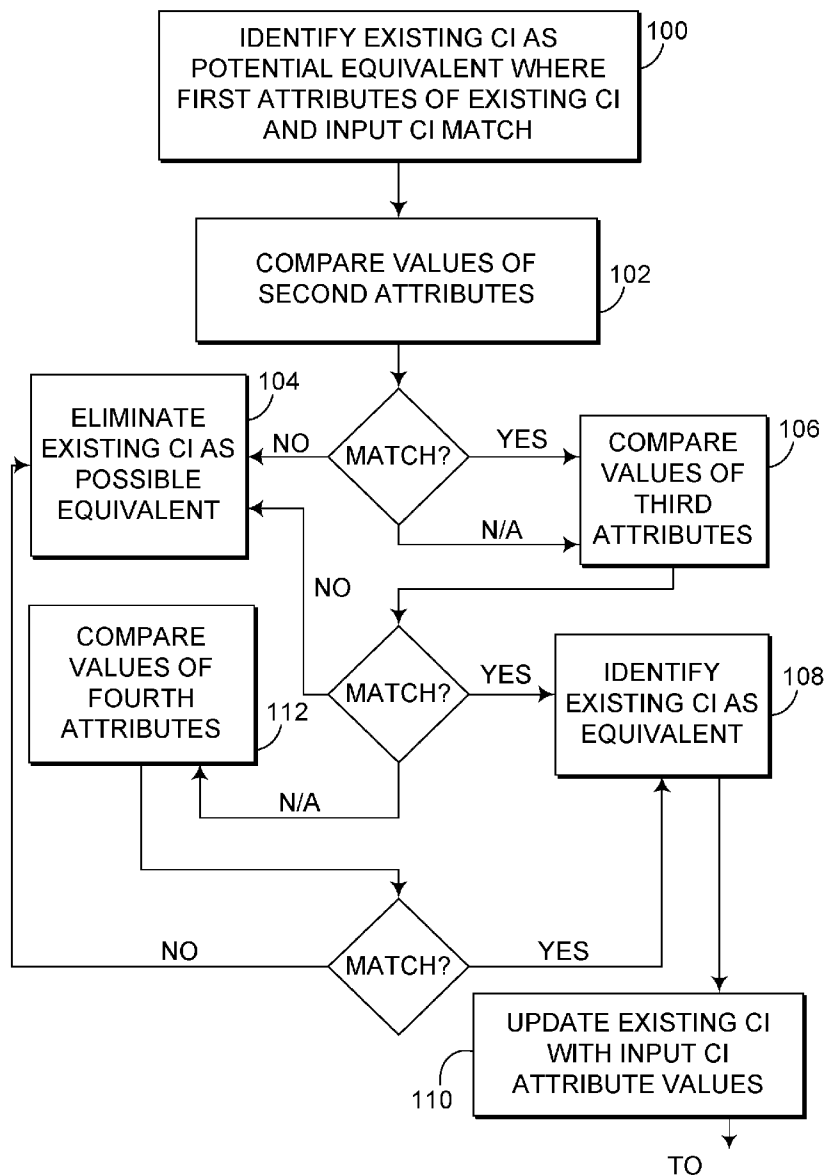 IDENTIFY EXISTING CI AS
POTENTIAL EQUIVALENT WHERE
FIRST ATTRIBUTES OF EXISTING CI
AND INPUT CI MATCH
100
COMPARE VALUES OF
SECOND ATTRIBUTES
102
ELIMINATE
EXISTING CI AS
POSSIBLE
EQUIVALENT
104
NO
MATCH?
YES
N/A
COMPARE
VALUES OF
THIRD
ATTRIBUTES
106
NO
COMPARE
VALUES OF
FOURTH
ATTRIBUTES
112
MATCH?
YES
N/A
IDENTIFY
EXISTING CI AS
EQUIVALENT
108
NO
MATCH?
YES
UPDATE EXISTING CI
WITH INPUT CI
ATTRIBUTE VALUES
110
TO